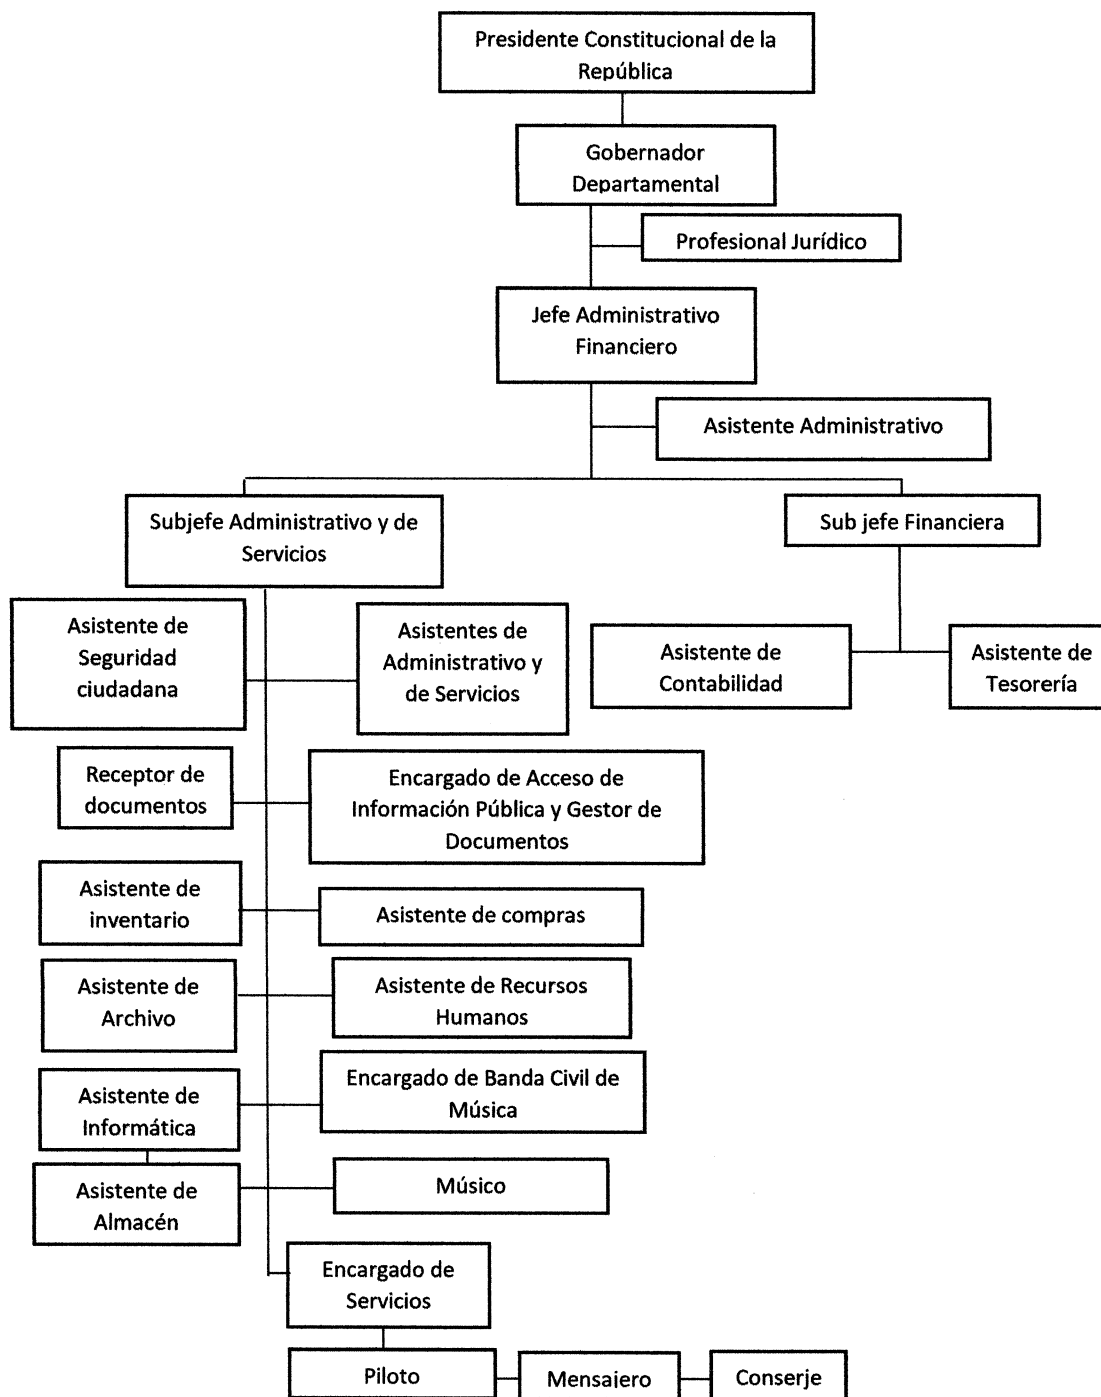 Presidente Constitucional de la
República
Gobernador
Departamental
Profesional Jurídico
Jefe Administrativo
Financiero
Asistente Administrativo
Subjefe Administrativo y de
Servicios
Sub jefe Financiera
Asistente de
Seguridad
ciudadana
Asistentes de
Administrativo y
de Servicios
Asistente de
Contabilidad
Asistente de
Tesorería
Receptor de
documentos
Encargado de Acceso de
Información Pública y Gestor de
Documentos
Asistente de
inventario
Asistente de compras
Asistente de
Archivo
Asistente de Recursos
Humanos
Asistente de
Informática
Encargado de Banda Civil de
Música
Asistente de
Almacén
Músico
Encargado de
Servicios
Piloto
Mensajero
Conserje